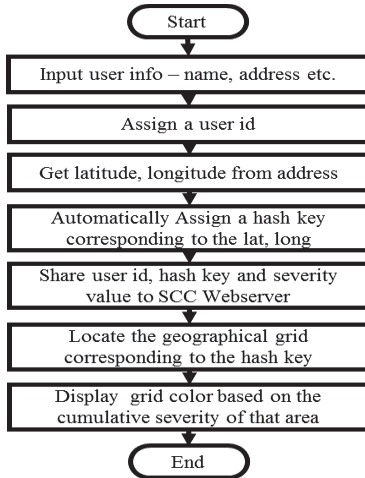 Start
Input user info – name, address etc.
Assign a user id
Get latitude, longitude from address
Automatically Assign a hash key
corresponding to the lat, long
Share user id, hash key and severity
value to SCC Webserver
Locate the geographical grid
corresponding to the hash key
Display grid color based on the
cumulative severity of that area
End